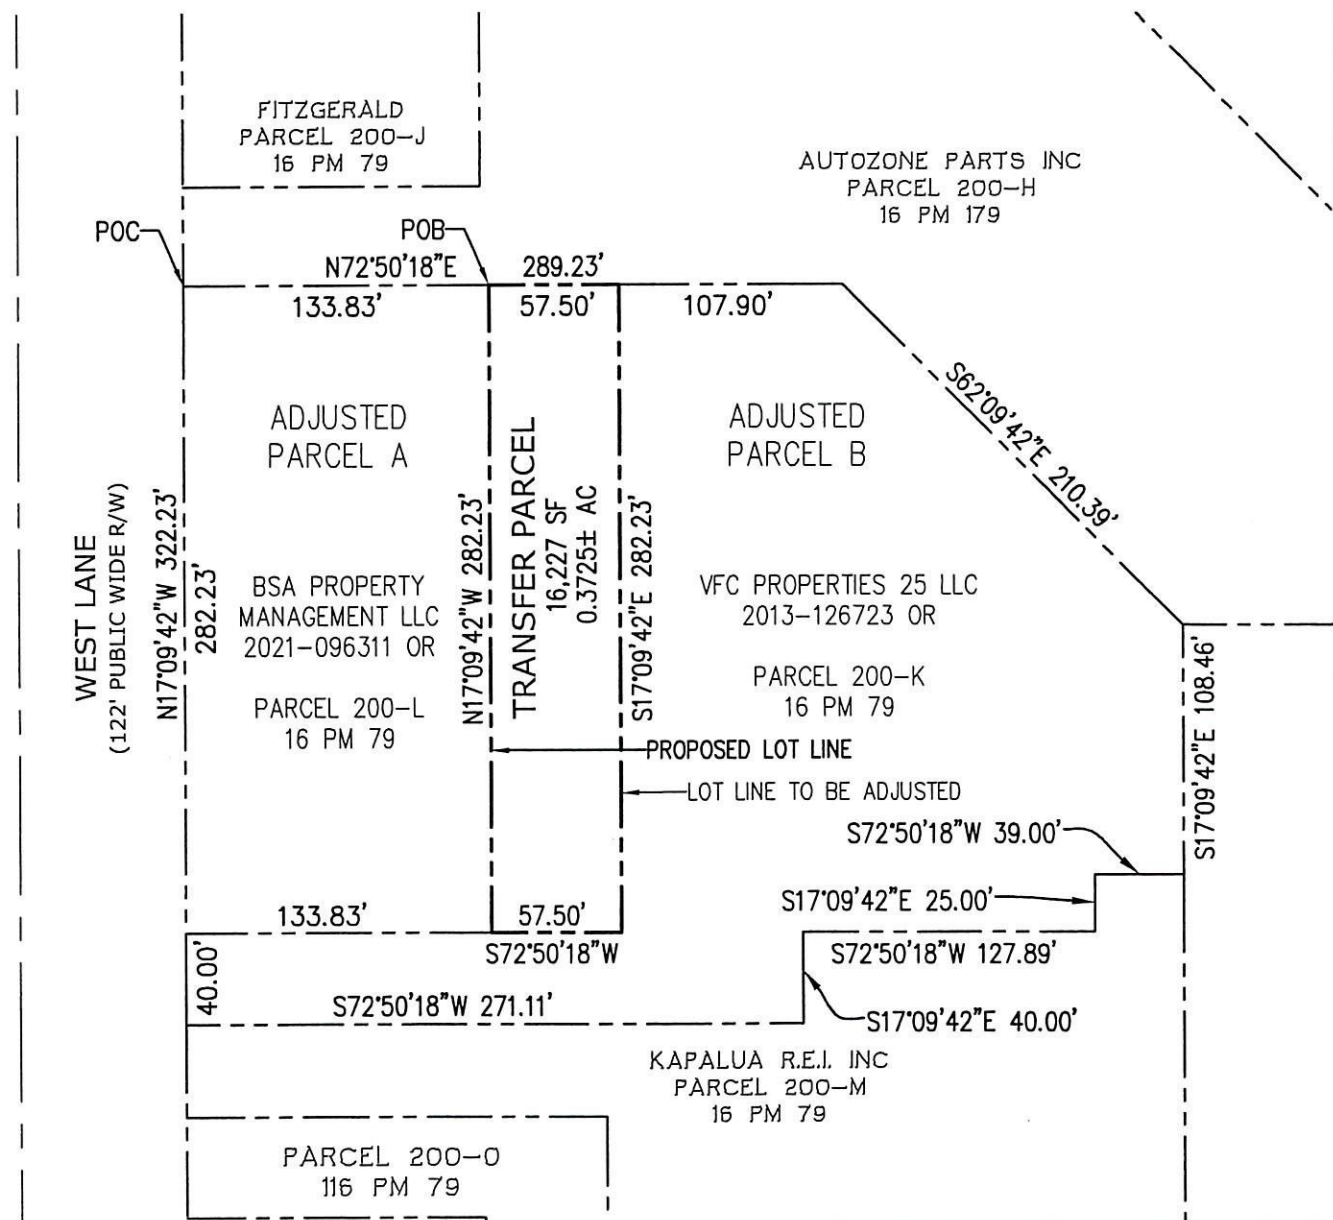 FITZGERALD
PARCEL 200-J
16 PM 79
AUTOZONE PARTS INC
PARCEL 200-H
16 PM 179
POC
POB
N72°50'18"E 289.23'
133.83'
57.50'
107.90'
S62°09'42"E 210.39'
ADJUSTED
PARCEL A
ADJUSTED
PARCEL B
WEST LANE
(122' PUBLIC WIDE R/W)
N17°09'42"W 322.23'
282.23'
BSA PROPERTY
MANAGEMENT LLC
2021-096311 OR
PARCEL 200-L
16 PM 79
N17°09'42"W 282.23'
TRANSFER PARCEL
16,227 SF
0.3725± AC
S17°09'42"E 282.23'
VFC PROPERTIES 25 LLC
2013-126723 OR
PARCEL 200-K
16 PM 79
S17°09'42"E 108.46'
PROPOSED LOT LINE
LOT LINE TO BE ADJUSTED
S72°50'18"W 39.00'
S17°09'42"E 25.00'
133.83'
57.50'
S72°50'18"W
S72°50'18"W 127.89'
40.00'
S72°50'18"W 271.11'
S17°09'42"E 40.00'
KAPALUA R.E.I. INC
PARCEL 200-M
16 PM 79
PARCEL 200-O
116 PM 79